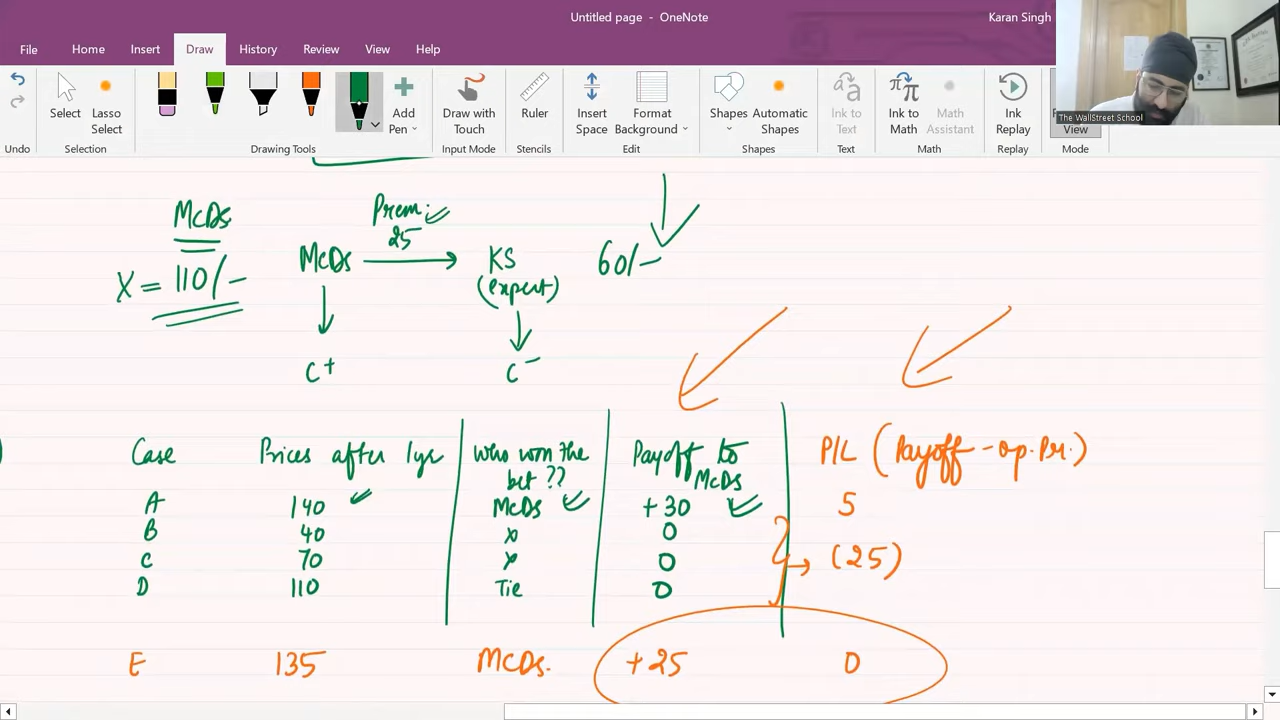 Untitled page - OneNote
Karan Singh
File Home Insert Draw History Review View Help
Select
Lasso Select
Add Pen
Draw with Touch
Ruler
Insert Space
Format Background
Shapes
Automatic Shapes
Ink to Text
Ink to Math
Math Assistant
Ink Replay
View
Undo Selection Drawing Tools Input Mode Stencils Edit Shapes Text Math Replay Mode
The WallStreet School
McDs
X = 110/-
McDs
Prem.
25
KS
(expert)
60/-
C+
C-
Case Prices after 1yr Who won the bet ?? Payoff to McDs P/L (Payoff - op. Pr.)
A 140 McDs +30 5
B 40 x 0
C 70 x 0 (25)
D 110 Tie 0
E 135 McDs. +25 0